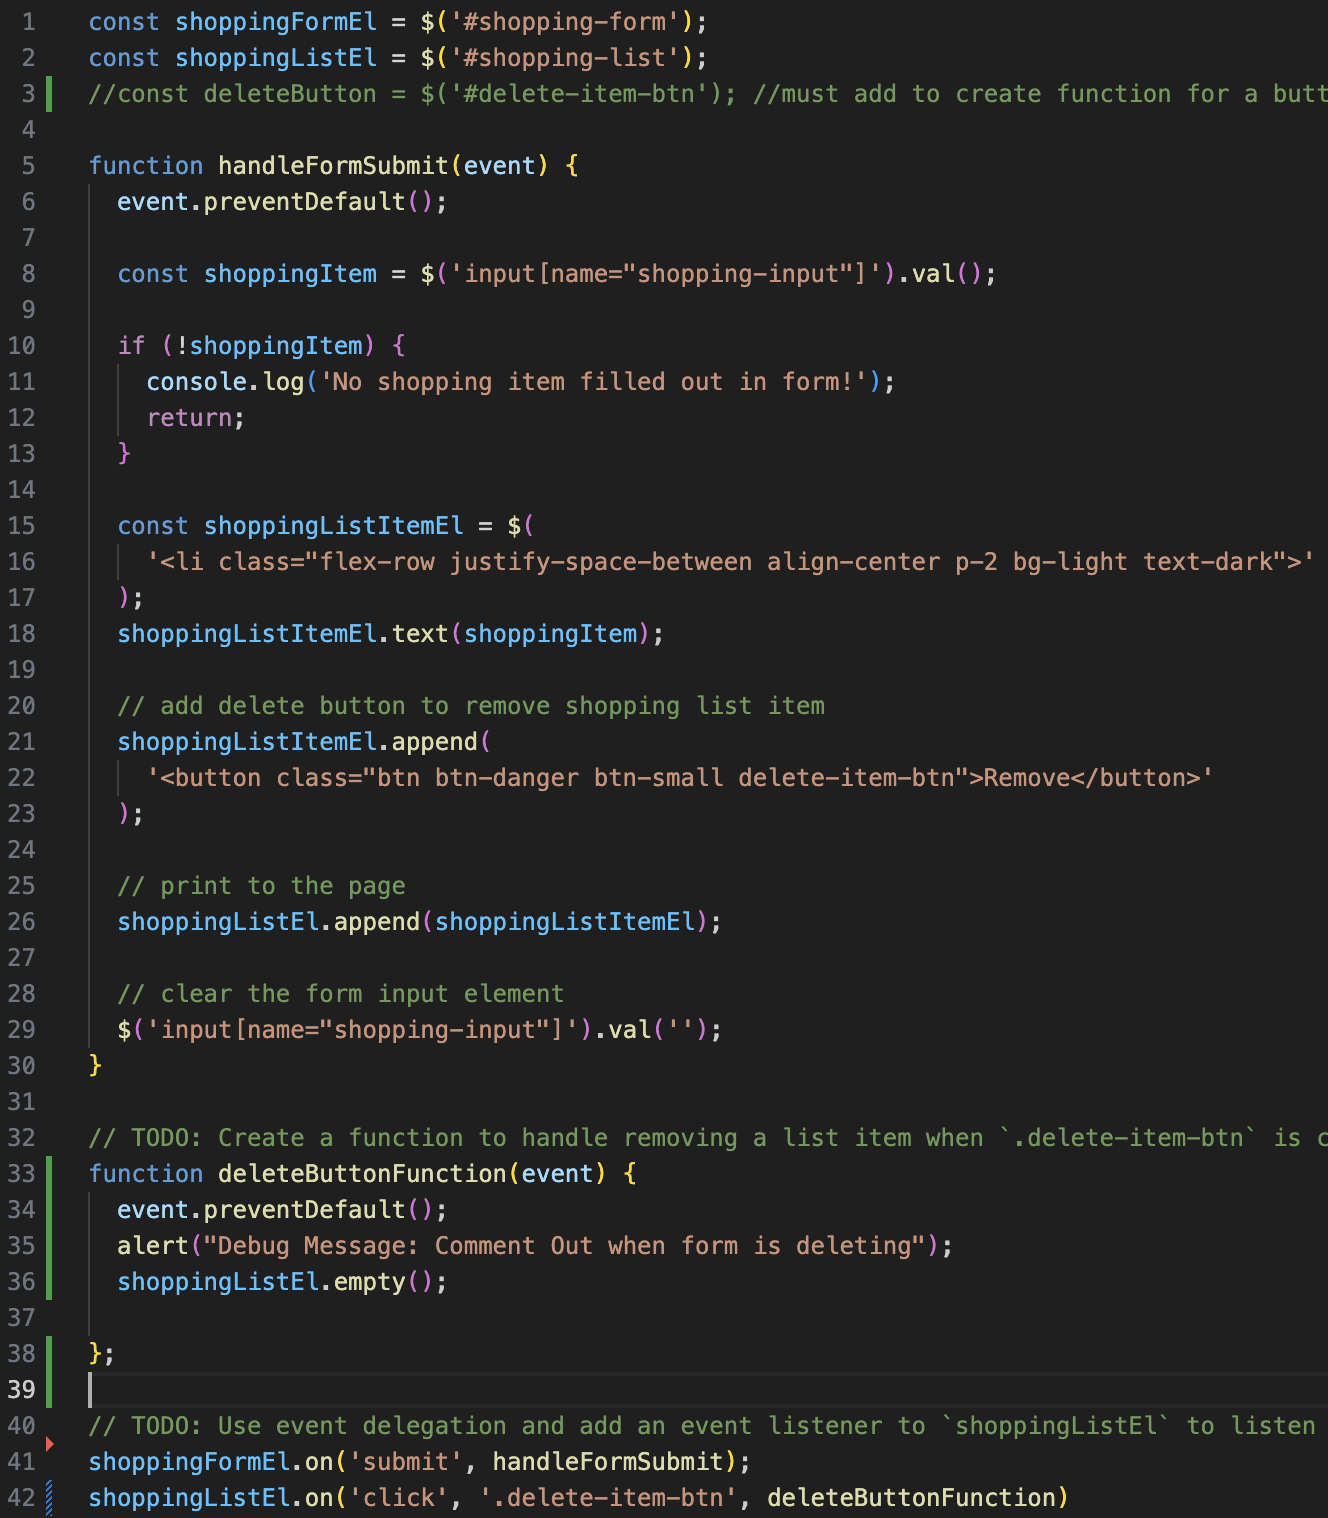 1 const shoppingFormEl = $('#shopping-form');
2 const shoppingListEl = $('#shopping-list');
3 //const deleteButton = $('#delete-item-btn'); //must add to create function for a butt
4
5 function handleFormSubmit(event) {
6   event.preventDefault();
7
8   const shoppingItem = $('input[name="shopping-input"]').val();
9
10   if (!shoppingItem) {
11     console.log('No shopping item filled out in form!');
12     return;
13   }
14
15   const shoppingListItemEl = $(
16     '<li class="flex-row justify-space-between align-center p-2 bg-light text-dark">'
17   );
18   shoppingListItemEl.text(shoppingItem);
19
20   // add delete button to remove shopping list item
21   shoppingListItemEl.append(
22     '<button class="btn btn-danger btn-small delete-item-btn">Remove</button>'
23   );
24
25   // print to the page
26   shoppingListEl.append(shoppingListItemEl);
27
28   // clear the form input element
29   $('input[name="shopping-input"]').val('');
30 }
31
32 // TODO: Create a function to handle removing a list item when `.delete-item-btn` is c
33 function deleteButtonFunction(event) {
34   event.preventDefault();
35   alert("Debug Message: Comment Out when form is deleting");
36   shoppingListEl.empty();
37
38 };
39
40 // TODO: Use event delegation and add an event listener to `shoppingListEl` to listen
41 shoppingFormEl.on('submit', handleFormSubmit);
42 shoppingListEl.on('click', '.delete-item-btn', deleteButtonFunction)